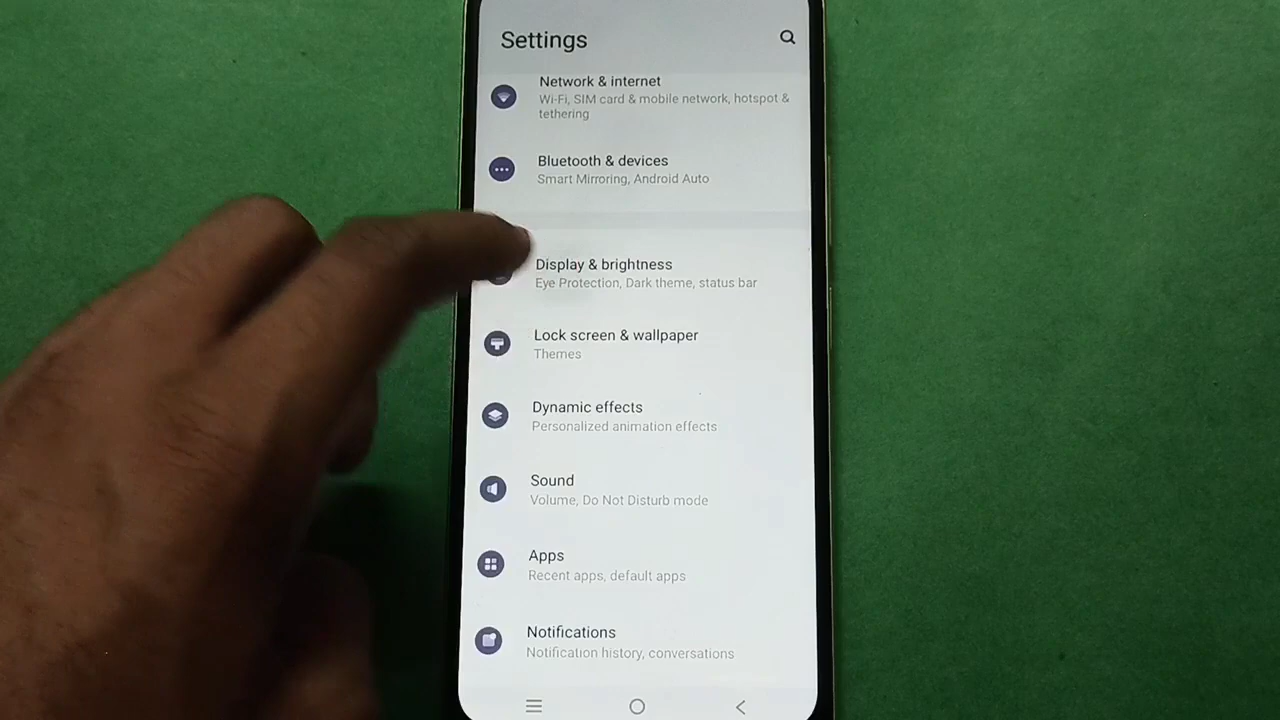 Settings
Network & internet
Wi-Fi, SIM card & mobile network, hotspot &
tethering
Bluetooth & devices
Smart Mirroring, Android Auto
Display & brightness
Eye Protection, Dark theme, status bar
Lock screen & wallpaper
Themes
Dynamic effects
Personalized animation effects
Sound
Volume, Do Not Disturb mode
Apps
Recent apps, default apps
Notifications
Notification history, conversations